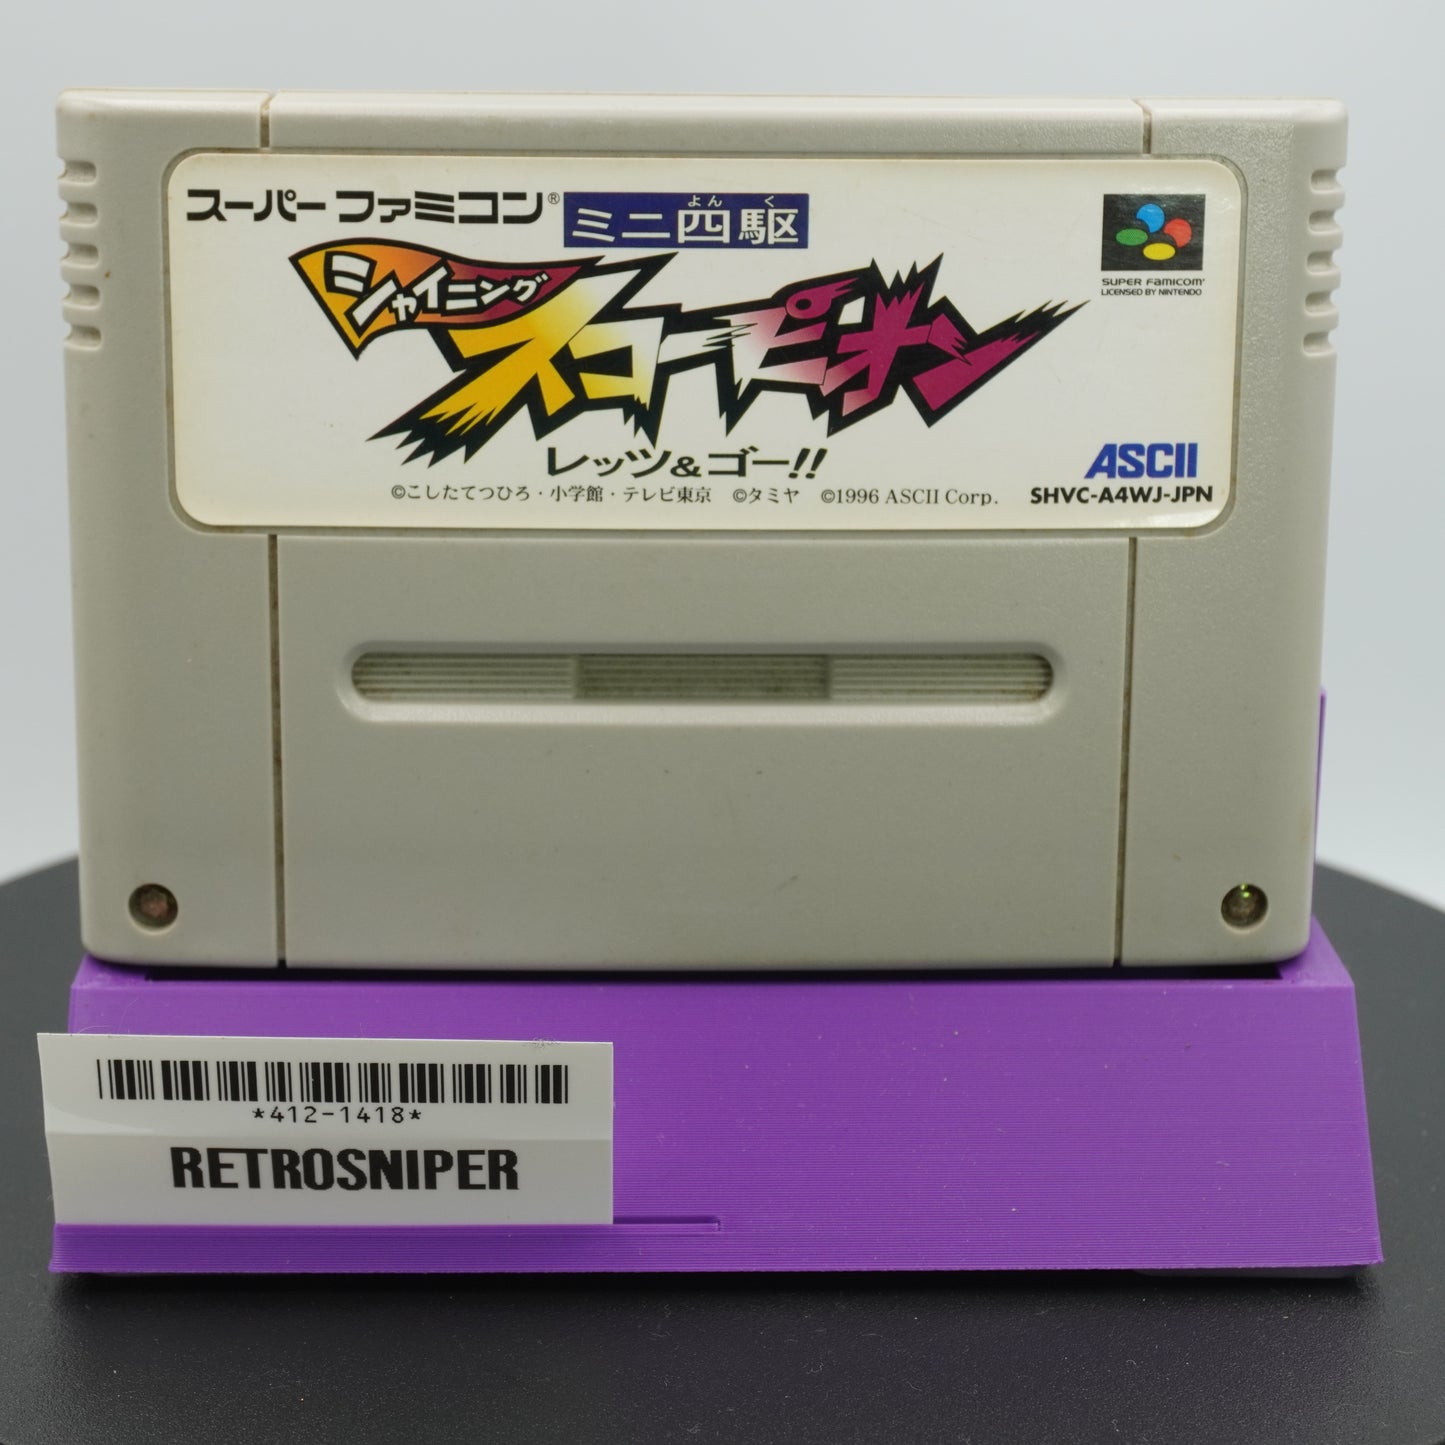 スーパーファミコン®
ミニ四駆
よんく
シャイニング
スコーピオン
レッツ&ゴー!!
SUPER FAMICOM
LICENSED BY NINTENDO
ASCII
©こしたてつひろ・小学館・テレビ東京 ©タミヤ ©1996 ASCII Corp.
SHVC-A4WJ-JPN
*412-1418*
RETROSNIPER